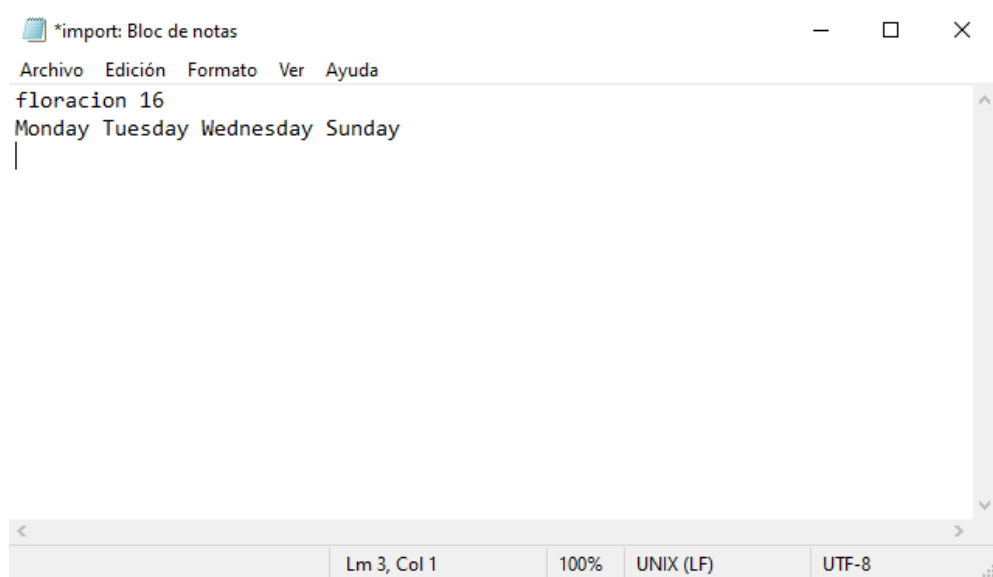 *import: Bloc de notas
Archivo Edición Formato Ver Ayuda
floracion 16
Monday Tuesday Wednesday Sunday
Lm 3, Col 1 100% UNIX (LF) UTF-8